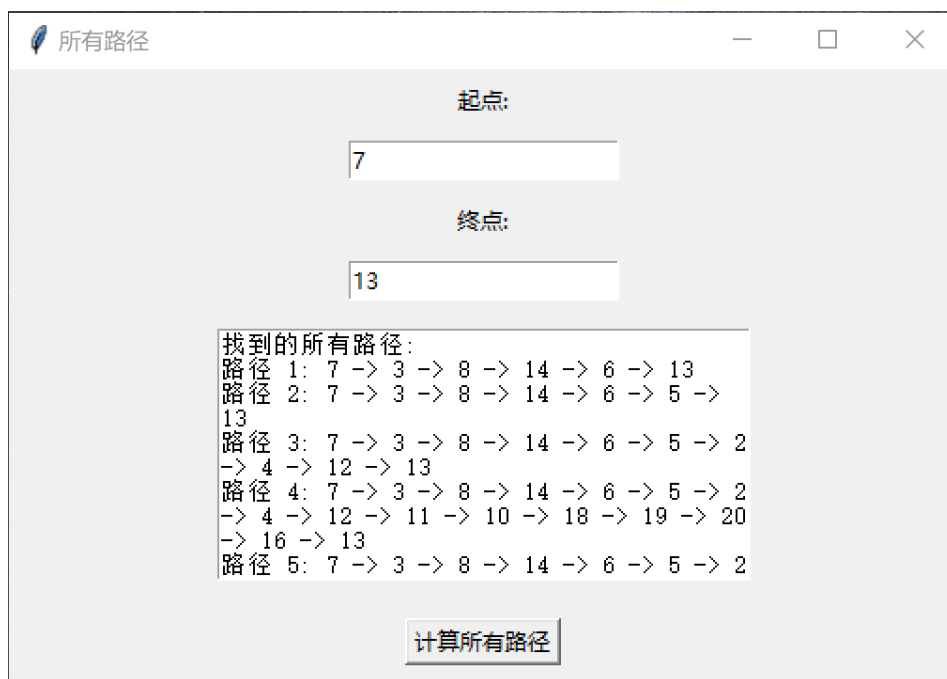 所有路径
起点:
7
终点:
13
找到的所有路径:
路径 1: 7 -> 3 -> 8 -> 14 -> 6 -> 13
路径 2: 7 -> 3 -> 8 -> 14 -> 6 -> 5 ->
13
路径 3: 7 -> 3 -> 8 -> 14 -> 6 -> 5 -> 2
-> 4 -> 12 -> 13
路径 4: 7 -> 3 -> 8 -> 14 -> 6 -> 5 -> 2
-> 4 -> 12 -> 11 -> 10 -> 18 -> 19 -> 20
-> 16 -> 13
路径 5: 7 -> 3 -> 8 -> 14 -> 6 -> 5 -> 2
计算所有路径